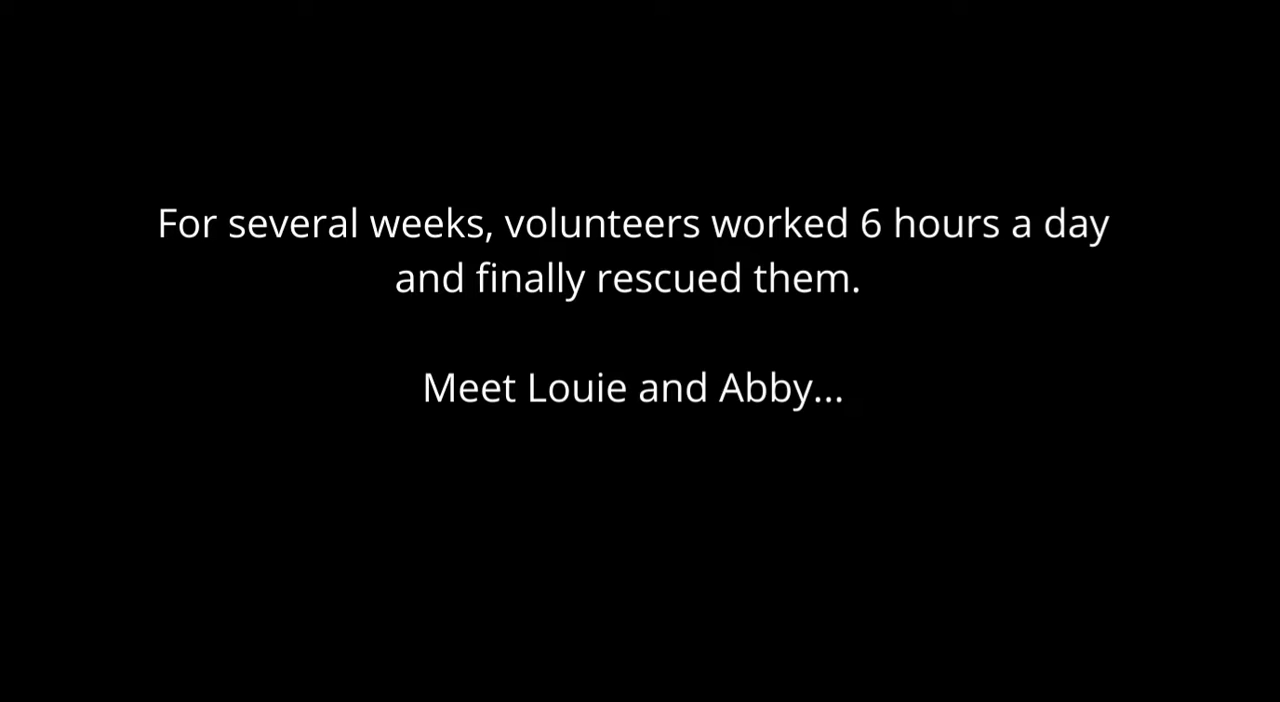 For several weeks, volunteers worked 6 hours a day
and finally rescued them.
Meet Louie and Abby...